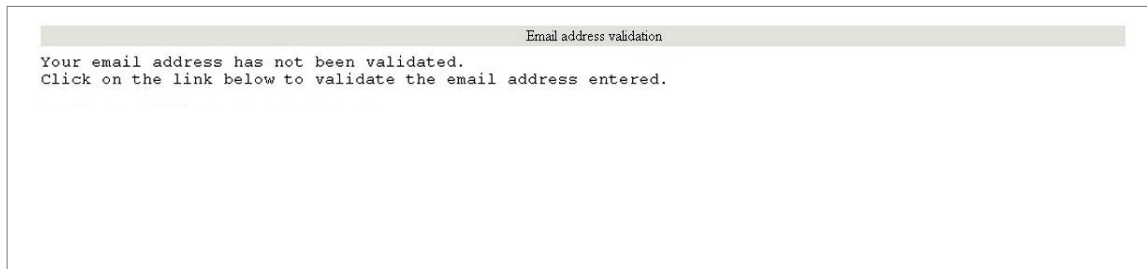 Email address validation
Your email address has not been validated.
Click on the link below to validate the email address entered.